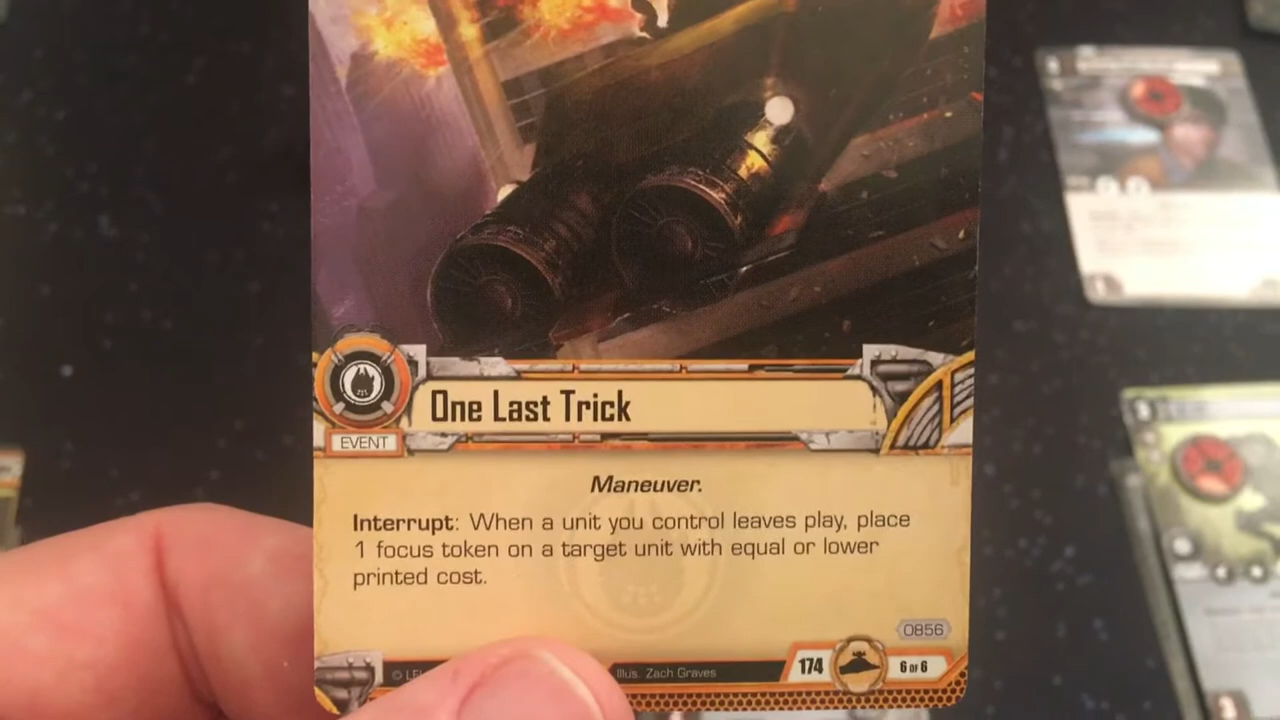 One Last Trick
EVENT
Maneuver.
Interrupt: When a unit you control leaves play, place
1 focus token on a target unit with equal or lower
printed cost.
0856
Illus. Zach Graves
174
6 OF 6